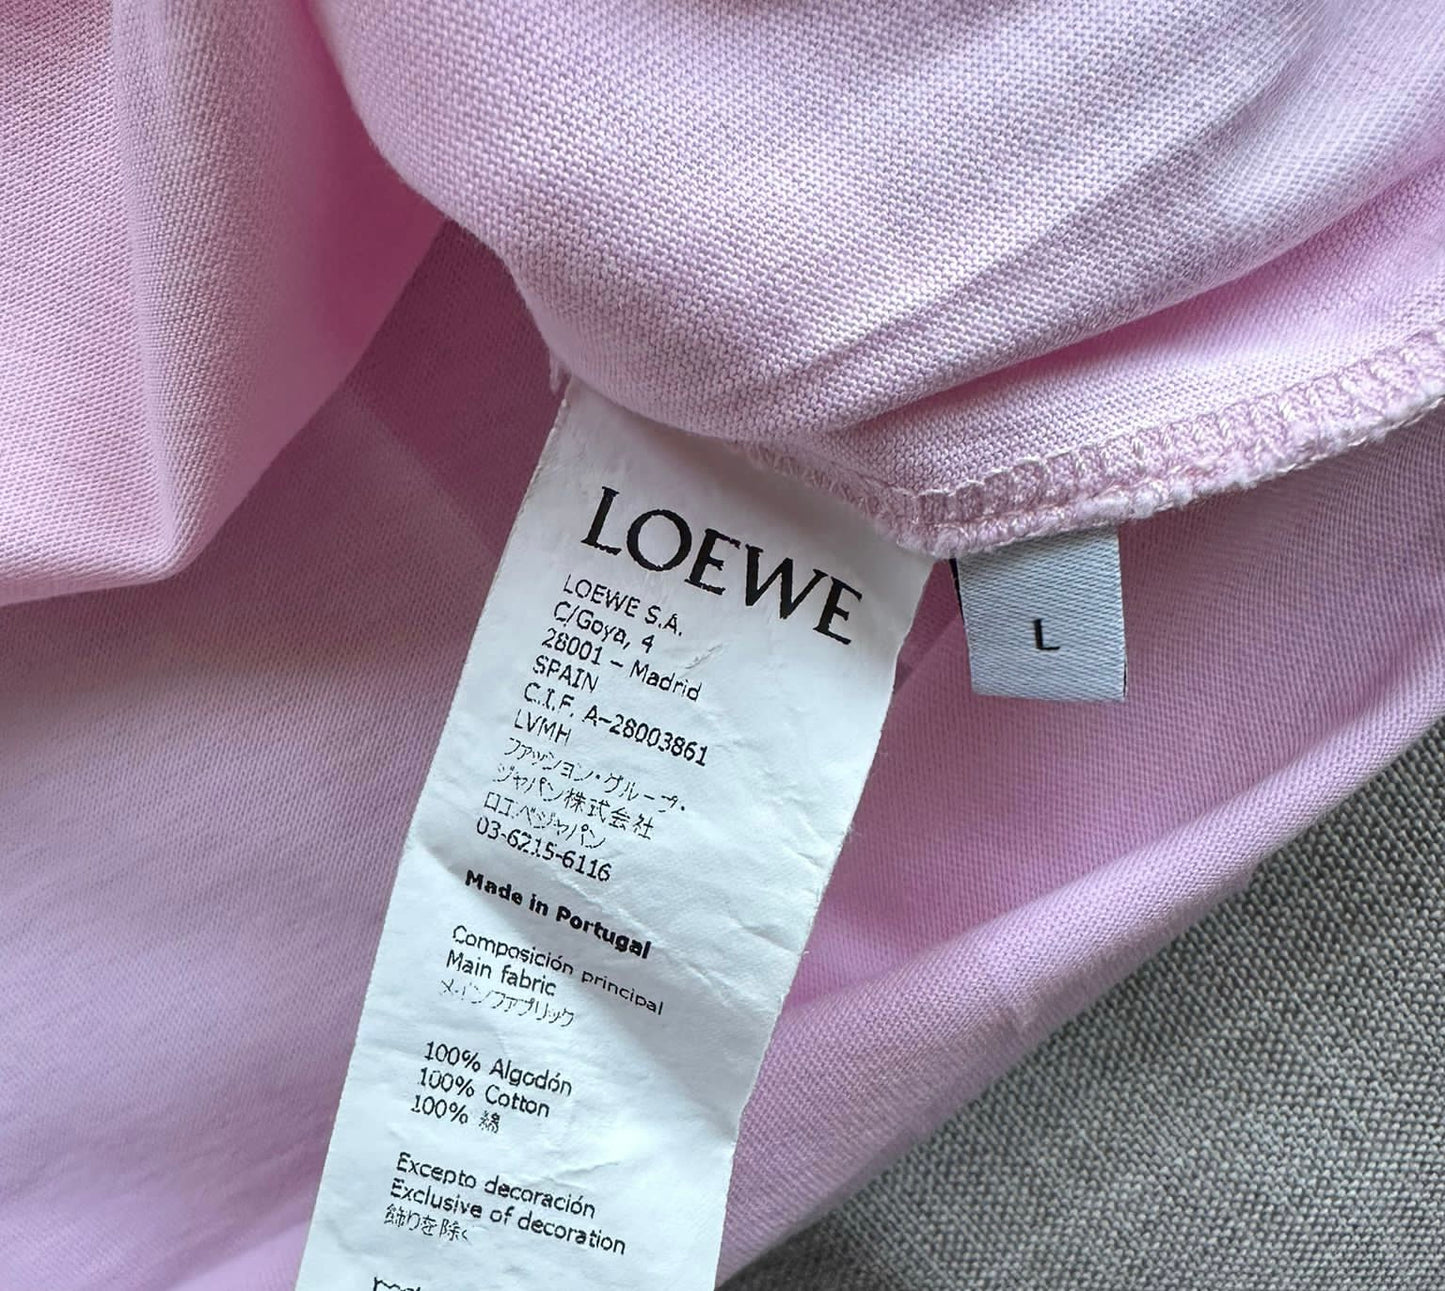 LOEWE
LOEWE S.A.
C/Goya, 4
28001 – Madrid
SPAIN
C.I.F. A-28003861
LVMH
ファッション・グループ・
ジャパン株式会社
ロエベジャパン
03-6215-6116
Made in Portugal
Composición principal
Main fabric
メインファブリック
100% Algodón
100% Cotton
100% 綿
Excepto decoración
Exclusive of decoration
飾りを除く
L